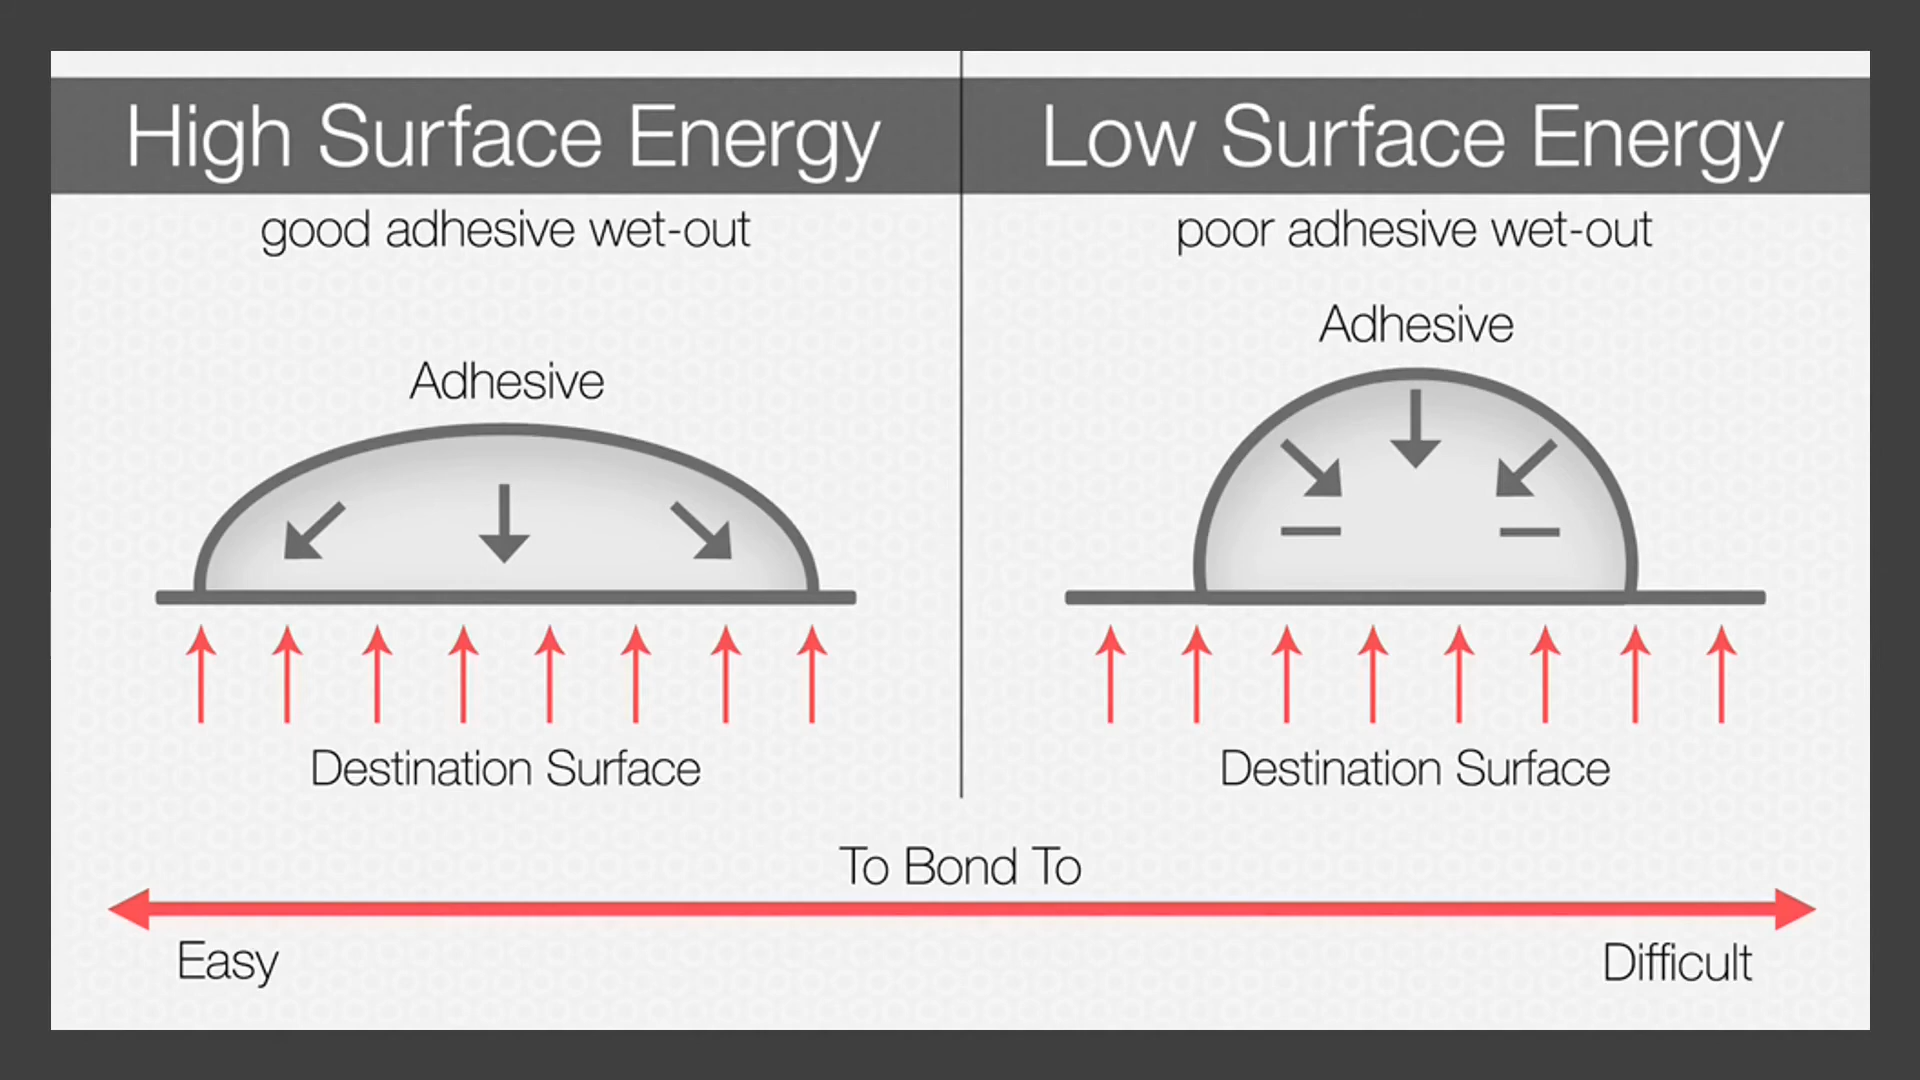 High Surface Energy
good adhesive wet-out
Adhesive
Destination Surface
Low Surface Energy
poor adhesive wet-out
Adhesive
Destination Surface
To Bond To
Easy
Difficult